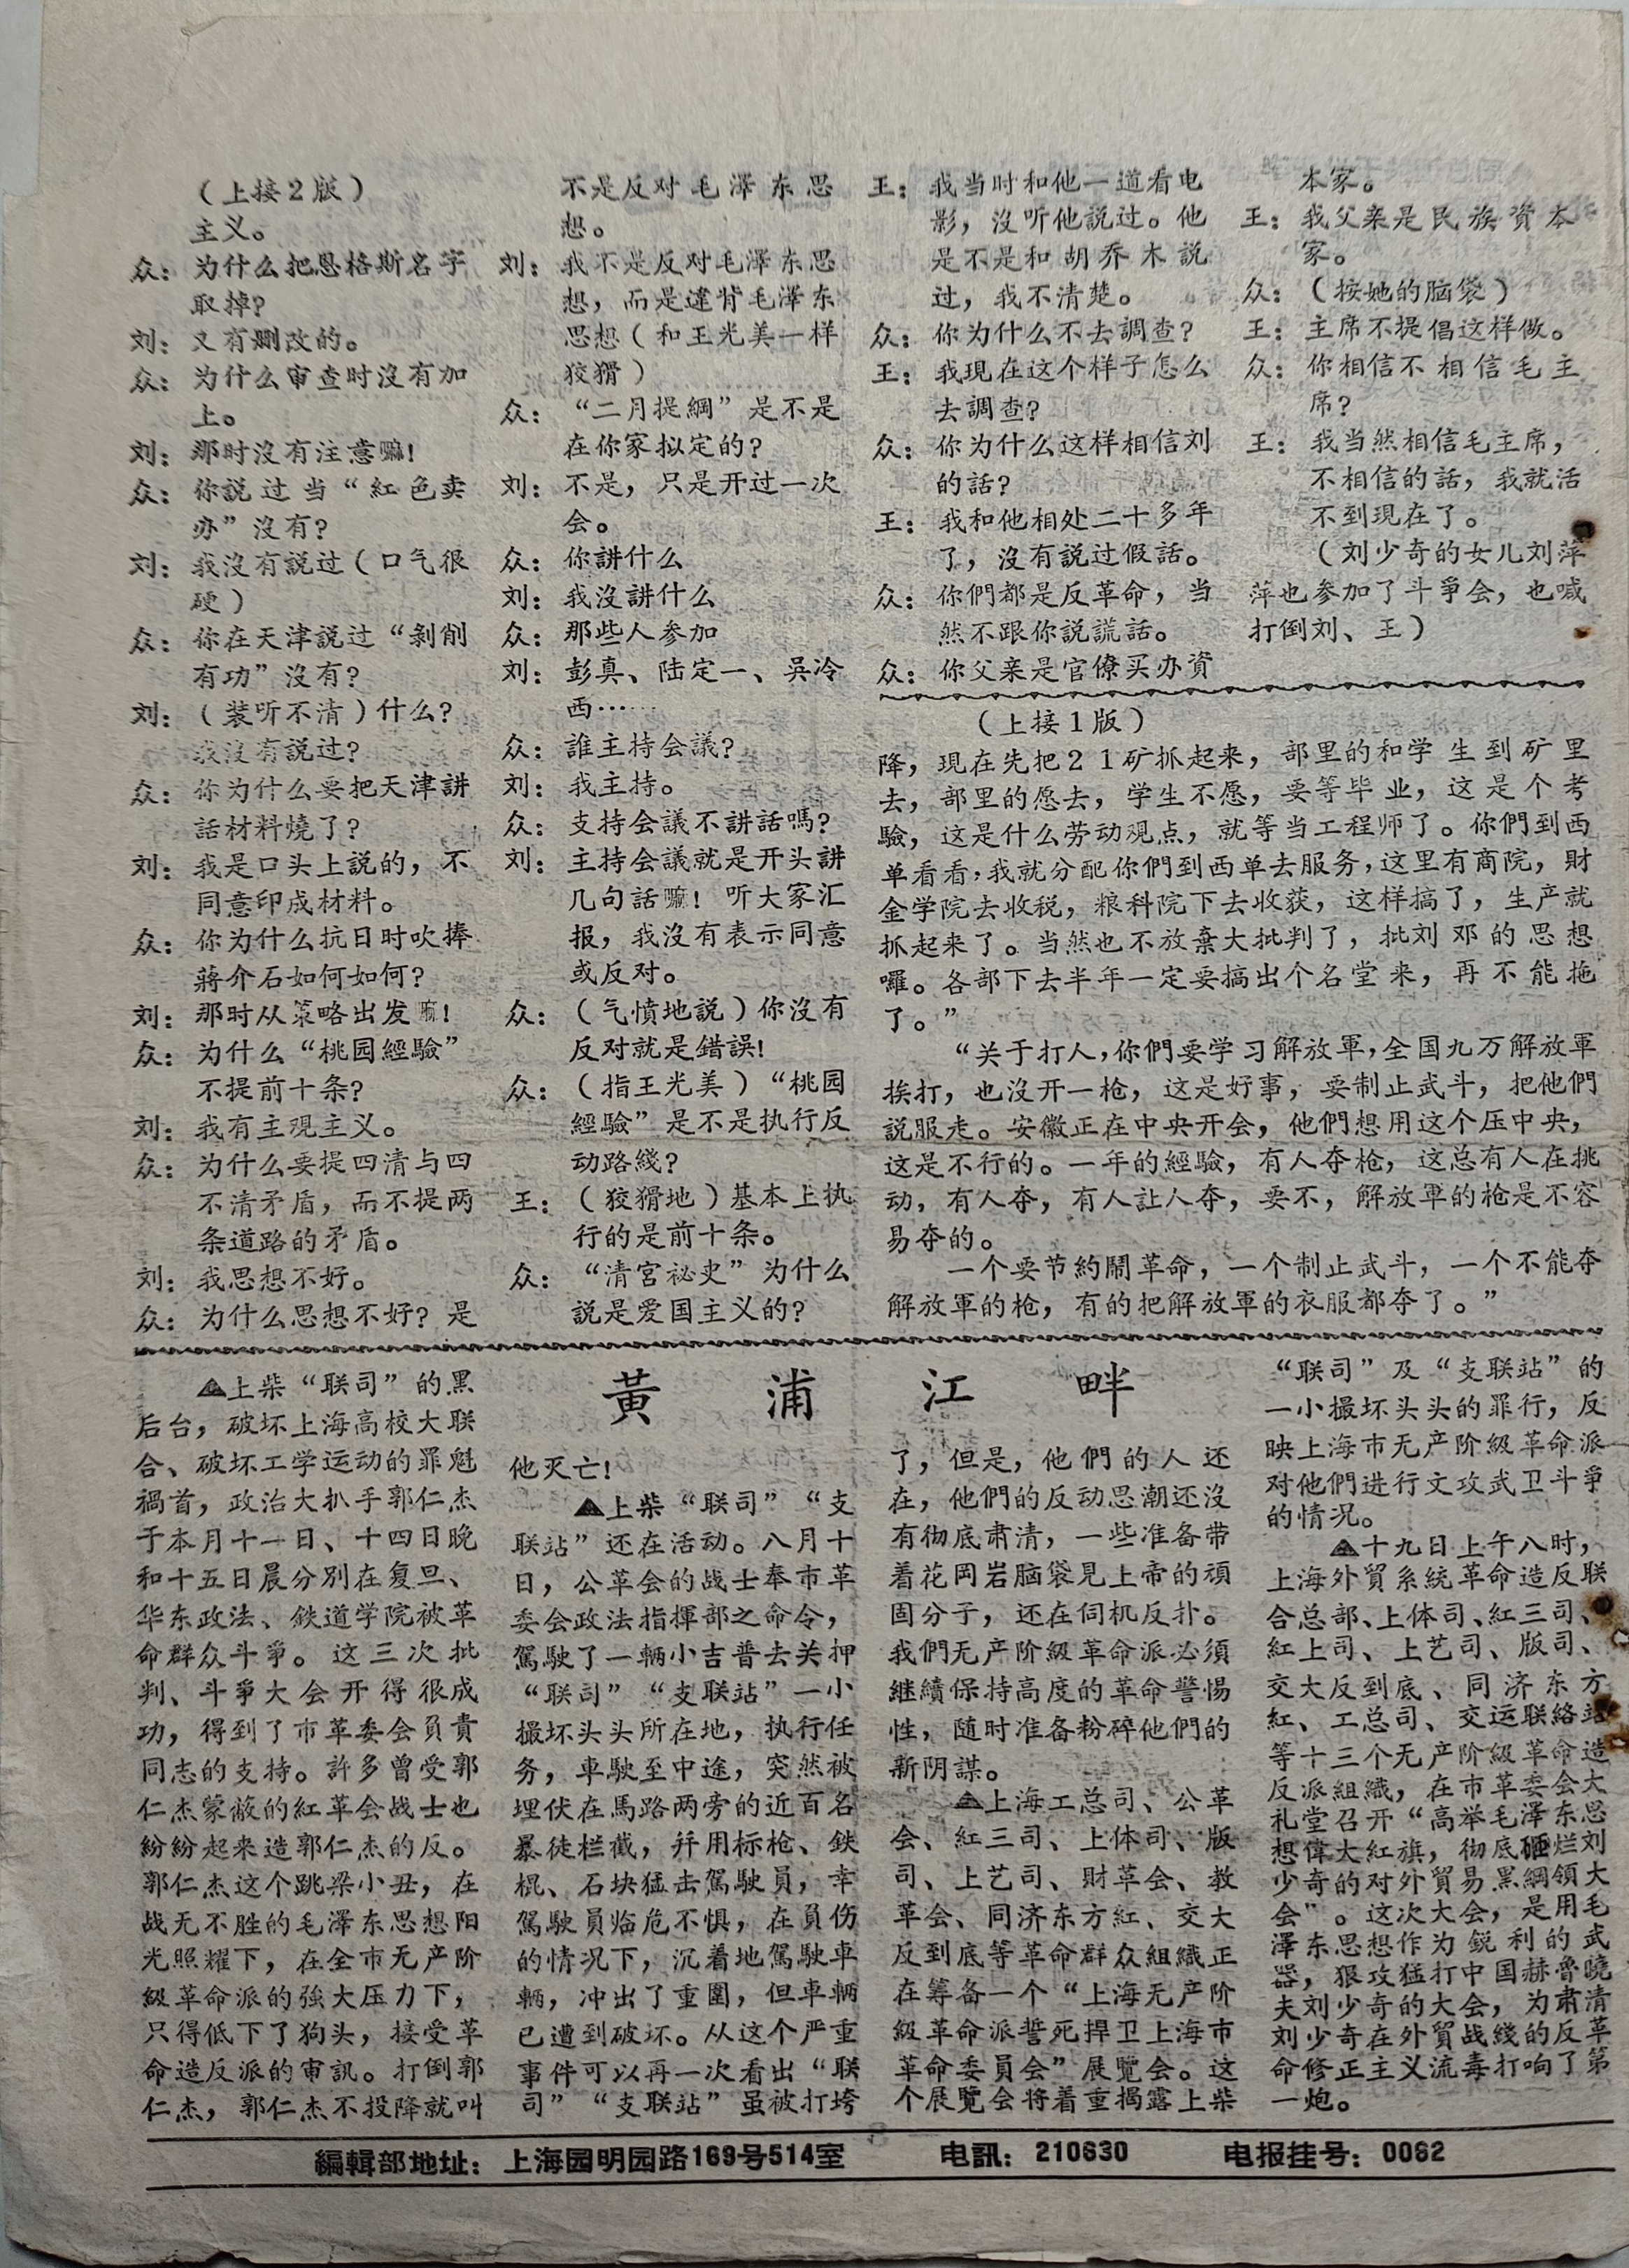 （上接2版）
主义。
众：为什么把恩格斯名字
取掉？
刘：又有删改的。
众：为什么审查时沒有加
上。
刘：那时沒有注意嘛！
众：你説过当“紅色卖
办”沒有？
刘：我沒有説过（口气很
硬）
众：你在天津説过“剝削
有功”沒有？
刘：（装听不清）什么？
我沒有説过？
众：你为什么要把天津講
話材料燒了？
刘：我是口头上説的，不
同意印成材料。
众：你为什么抗日时吹捧
蔣介石如何如何？
刘：那时从策略出发嘛！
众：为什么“桃园經驗”
不提前十条？
刘：我有主观主义。
众：为什么要提四清与四
不清矛盾，而不提两
条道路的矛盾。
刘：我思想不好。
众：为什么思想不好？是
不是反对毛澤东思
想。
刘：我不是反对毛澤东思
想，而是違背毛澤东
思想（和王光美一样
狡猾）
众：“二月提綱”是不是
在你家拟定的？
刘：不是，只是开过一次
会。
众：你講什么
刘：我沒講什么
众：那些人参加
刘：彭真、陆定一、吳冷
西……
众：誰主持会議？
刘：我主持。
众：支持会議不講話嗎？
刘：主持会議就是开头講
几句話嘛！听大家汇
报，我沒有表示同意
或反对。
众：（气憤地説）你沒有
反对就是錯誤！
众：（指王光美）“桃园
經驗”是不是执行反
动路綫？
王：（狡猾地）基本上执
行的是前十条。
众：“清宮祕史”为什么
説是爱国主义的？
王：我当时和他一道看电
影，沒听他説过。他
是不是和胡乔木説
过，我不清楚。
众：你为什么不去調查？
王：我現在这个样子怎么
去調查？
众：你为什么这样相信刘
的話？
王：我和他相处二十多年
了，沒有説过假話。
众：你們都是反革命，当
然不跟你説謊話。
众：你父亲是官僚买办資
本家。
王：我父亲是民族資本
家。
众：（按她的脑袋）
王：主席不提倡这样做。
众：你相信不相信毛主
席？
王：我当然相信毛主席，
不相信的話，我就活
不到現在了。
（刘少奇的女儿刘萍
萍也参加了斗爭会，也喊
打倒刘、王）
（上接1版）
降，現在先把21矿抓起来，部里的和学生到矿里
去，部里的愿去，学生不愿，要等毕业，这是个考
驗，这是什么劳动观点，就等当工程师了。你們到西
单看看，我就分配你們到西单去服务，这里有商院，財
金学院去收税，粮科院下去收获，这样搞了，生产就
抓起来了。当然也不放棄大批判了，批刘邓的思想
囉。各部下去半年一定要搞出个名堂来，再不能拖
了。”
“关于打人，你們要学习解放軍，全国九万解放軍
挨打，也沒开一枪，这是好事，要制止武斗，把他們
説服走。安徽正在中央开会，他們想用这个压中央，
这是不行的。一年的經驗，有人夺枪，这总有人在挑
动，有人夺，有人让人夺，要不，解放軍的枪是不容
易夺的。
一个要节約鬧革命，一个制止武斗，一个不能夺
解放軍的枪，有的把解放軍的衣服都夺了。”
黃浦江畔
上柴“联司”的黑
后台，破坏上海高校大联
合、破坏工学运动的罪魁
禍首，政治大扒手郭仁杰
于本月十一日、十四日晚
和十五日晨分別在复旦、
华东政法、鉄道学院被革
命群众斗爭。这三次批
判、斗爭大会开得很成
功，得到了市革委会負責
同志的支持。許多曾受郭
仁杰蒙蔽的紅革会战士也
紛紛起来造郭仁杰的反。
郭仁杰这个跳梁小丑，在
战无不胜的毛澤东思想阳
光照耀下，在全市无产阶
級革命派的強大压力下，
只得低下了狗头，接受革
命造反派的审訊。打倒郭
仁杰，郭仁杰不投降就叫
他灭亡！
上柴“联司”“支
联站”还在活动。八月十
日，公革会的战士奉市革
委会政法指揮部之命令，
駕駛了一輛小吉普去关押
“联司”“支联站”一小
撮坏头头所在地，执行任
务，車駛至中途，突然被
埋伏在馬路两旁的近百名
暴徒栏截，幷用标枪、鉄
棍、石块猛击駕駛員，幸
駕駛員临危不惧，在負伤
的情况下，沉着地駕駛車
輛，冲出了重圍，但車輛
已遭到破坏。从这个严重
事件可以再一次看出“联
司”“支联站”虽被打垮
了，但是，他們的人还
在，他們的反动思潮还沒
有彻底肃清，一些准备带
着花岡岩脑袋見上帝的頑
固分子，还在伺机反扑。
我們无产阶級革命派必須
继續保持高度的革命警惕
性，随时准备粉碎他們的
新阴謀。
上海工总司、公革
会、紅三司、上体司、版
司、上艺司、財革会、教
革会、同济东方紅、交大
反到底等革命群众組織正
在筹备一个“上海无产阶
級革命派誓死捍卫上海市
革命委員会”展覽会。这
个展覽会将着重揭露上柴
“联司”及“支联站”的
一小撮坏头头的罪行，反
映上海市无产阶級革命派
对他們进行文攻武卫斗爭
的情况。
十九日上午八时，
上海外貿系統革命造反联
合总部、上体司、紅三司、
紅上司、上艺司、版司、
交大反到底、同济东方
紅、工总司、交运联絡站
等十三个无产阶級革命造
反派組織，在市革委会大
礼堂召开“高举毛澤东思
想偉大紅旗，彻底砸烂刘
少奇的对外貿易黑綱領大
会”。这次大会，是用毛
澤东思想作为銳利的武
器，狠攻猛打中国赫魯曉
夫刘少奇的大会，为肃清
刘少奇在外貿战綫的反革
命修正主义流毒打响了第
一炮。
編輯部地址：上海园明园路169号514室　电訊：210630　电报挂号：0062